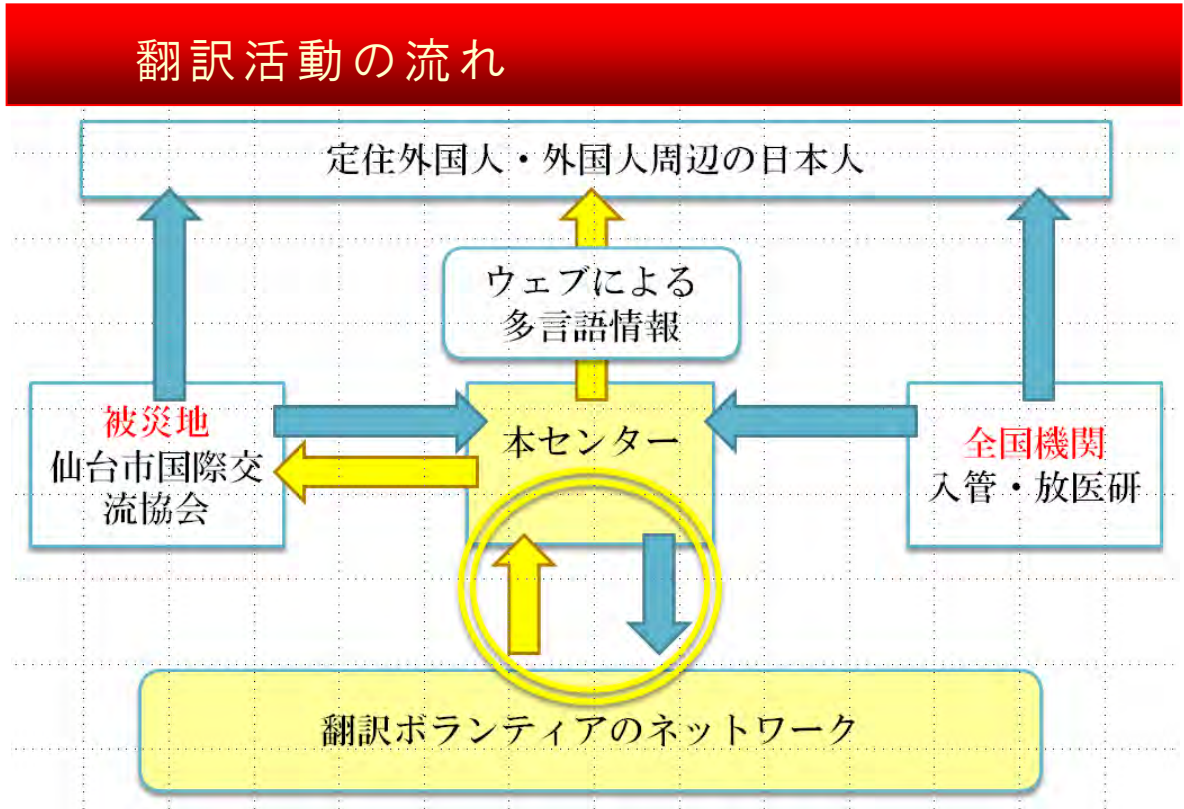 翻訳活動の流れ
定住外国人・外国人周辺の日本人
ウェブによる
多言語情報
被災地
仙台市国際交
流協会
本センター
全国機関
入管・放医研
翻訳ボランティアのネットワーク